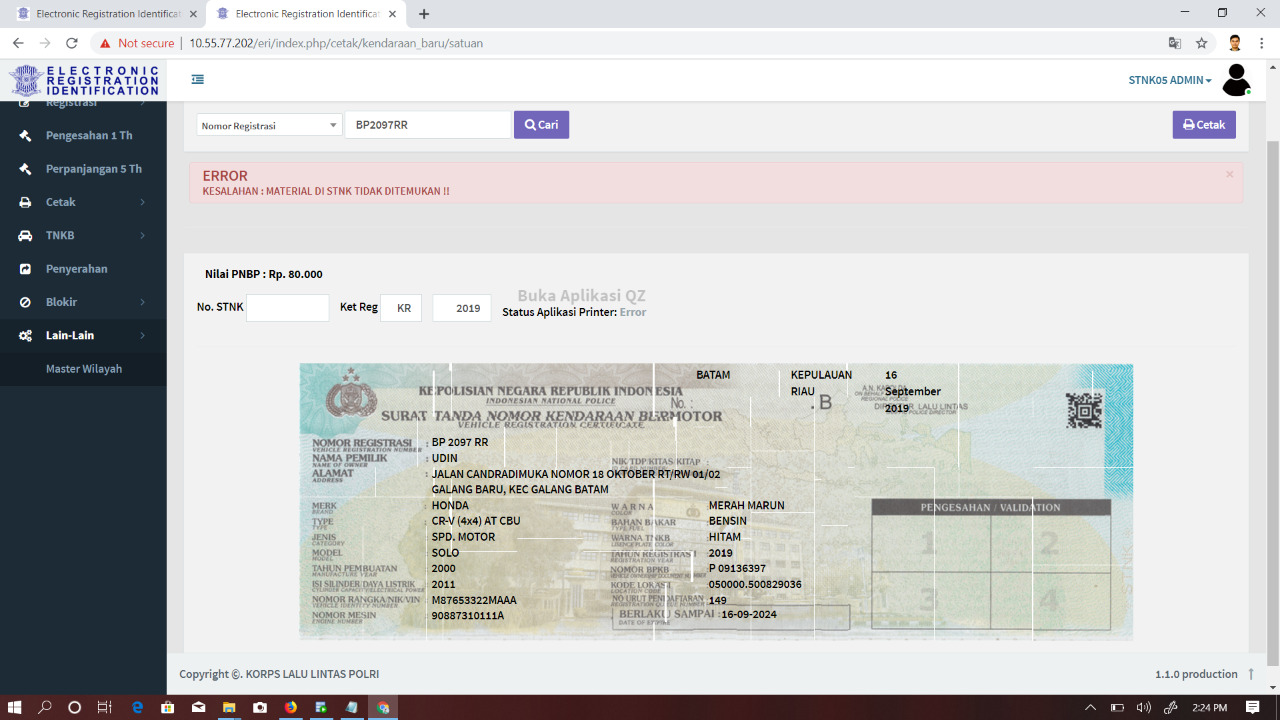 Electronic Registration Identificat
Electronic Registration Identificat
Not secure | 10.55.77.202/eri/index.php/cetak/kendaraan_baru/satuan
ELECTRONIC
REGISTRATION
IDENTIFICATION
STNK05 ADMIN
Registrasi
Pengesahan 1 Th
Perpanjangan 5 Th
Cetak
TNKB
Penyerahan
Blokir
Lain-Lain
Master Wilayah
Nomor Registrasi
BP2097RR
Cari
Cetak
ERROR
KESALAHAN : MATERIAL DI STNK TIDAK DITEMUKAN !!
×
Nilai PNBP : Rp. 80.000
No. STNK
Ket Reg KR 2019
Buka Aplikasi QZ
Status Aplikasi Printer: Error
BATAM KEPULAUAN RIAU 16 September 2019
KEPOLISIAN NEGARA REPUBLIK INDONESIA
INDONESIAN NATIONAL POLICE
No. : . B
SURAT TANDA NOMOR KENDARAAN BERMOTOR
VEHICLE REGISTRATION CERTIFICATE
NOMOR REGISTRASI : BP 2097 RR
VEHICLE REGISTRATION NUMBER
NAMA PEMILIK : UDIN
NAME OF OWNER
NIK/TDP/KITAS/KITAP :
ALAMAT : JALAN CANDRADIMUKA NOMOR 18 OKTOBER RT/RW 01/02
ADDRESS
GALANG BARU, KEC GALANG BATAM
MERK : HONDA
BRAND
TYPE : CR-V (4x4) AT CBU
TYPE
JENIS : SPD. MOTOR
CATEGORY
MODEL : SOLO
MODEL
TAHUN PEMBUATAN : 2000
MANUFACTURE YEAR
ISI SILINDER/DAYA LISTRIK : 2011
CYLINDER CAPACITY/ELECTRICAL POWER
NOMOR RANGKA/NIK/VIN : M87653322MAAA
VEHICLE IDENTITY NUMBER
NOMOR MESIN : 90887310111A
ENGINE NUMBER
WARNA : MERAH MARUN
COLOR
BAHAN BAKAR : BENSIN
TYPE FUEL
WARNA TNKB : HITAM
LICENCE PLATE COLOR
TAHUN REGISTRASI : 2019
REGISTRATION YEAR
NOMOR BPKB : P 09136397
KODE LOKASI : 050000.500829036
LOCATION CODE
NO URUT PENDAFTARAN : 149
REGISTRATION QUEUE NUMBER
BERLAKU SAMPAI : 16-09-2024
DATE OF EXPIRE
PENGESAHAN / VALIDATION
1 2
3 4
Copyright ©. KORPS LALU LINTAS POLRI
1.1.0 production
2:24 PM